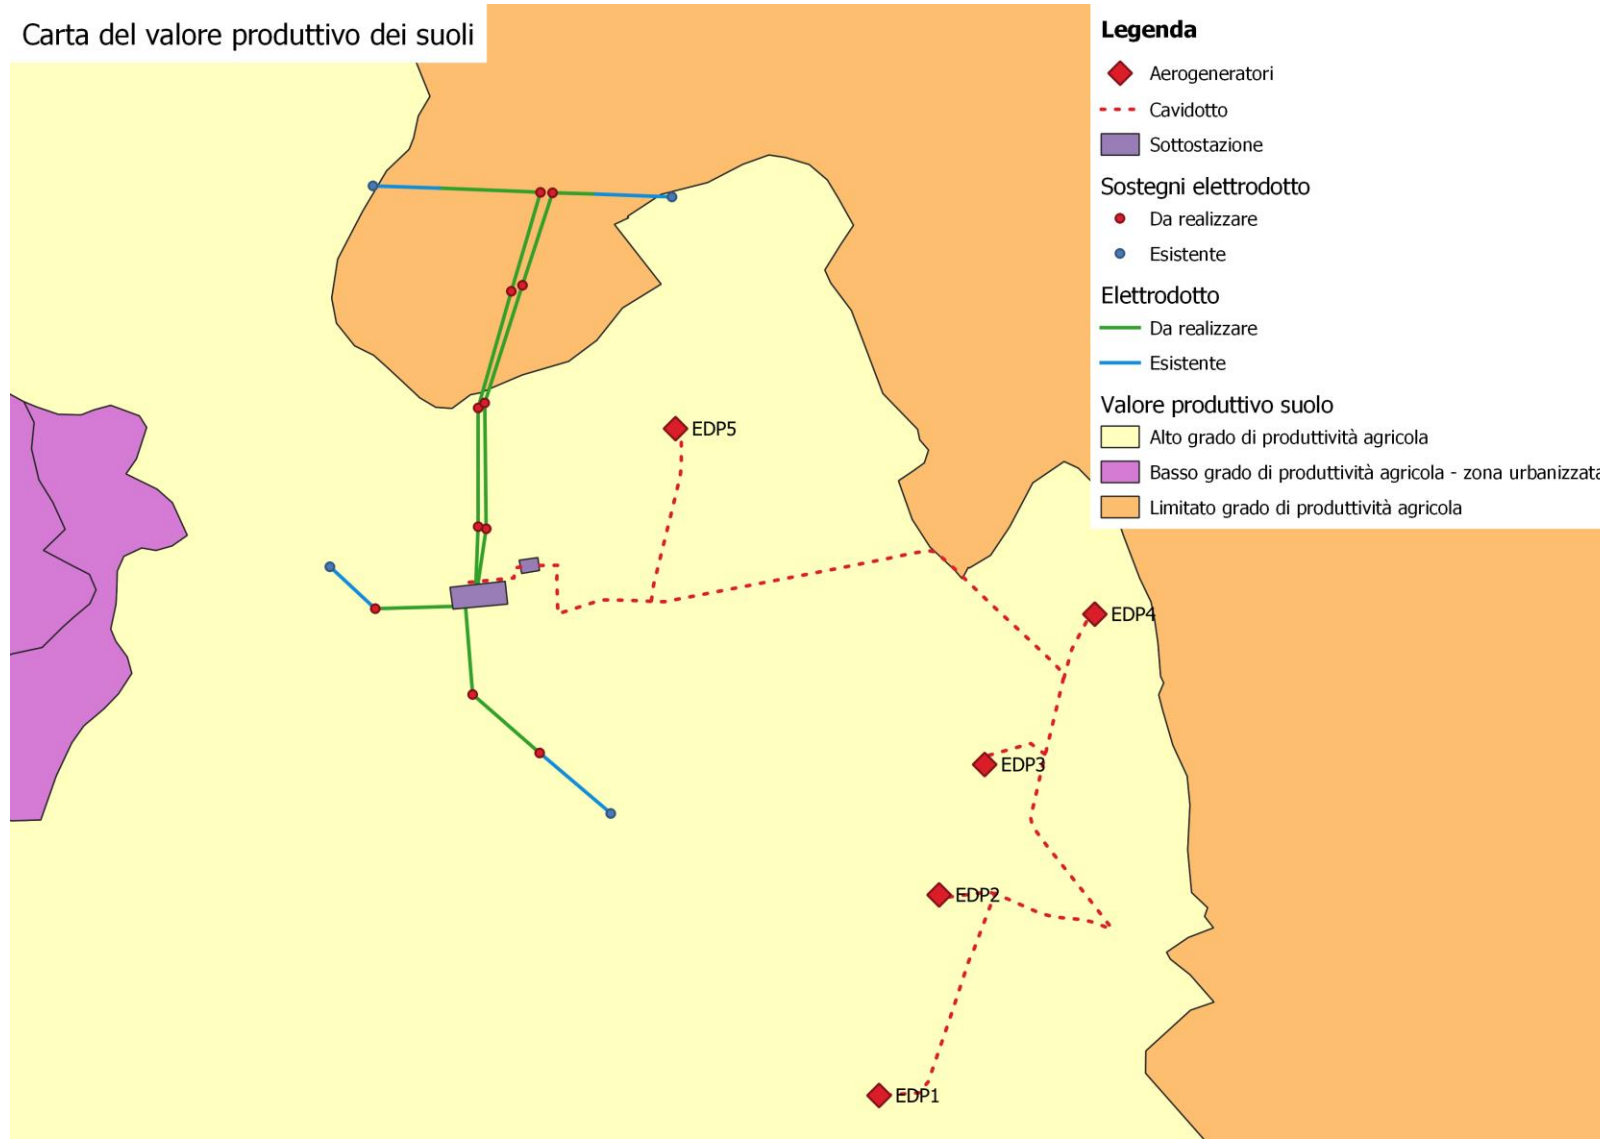 Carta del valore produttivo dei suoli
Legenda
Aerogeneratori
Cavidotto
Sottostazione
Sostegni elettrodotto
Da realizzare
Esistente
Elettrodotto
Da realizzare
Esistente
Valore produttivo suolo
Alto grado di produttività agricola
Basso grado di produttività agricola - zona urbanizzata
Limitato grado di produttività agricola
EDP5
EDP4
EDP3
EDP2
EDP1